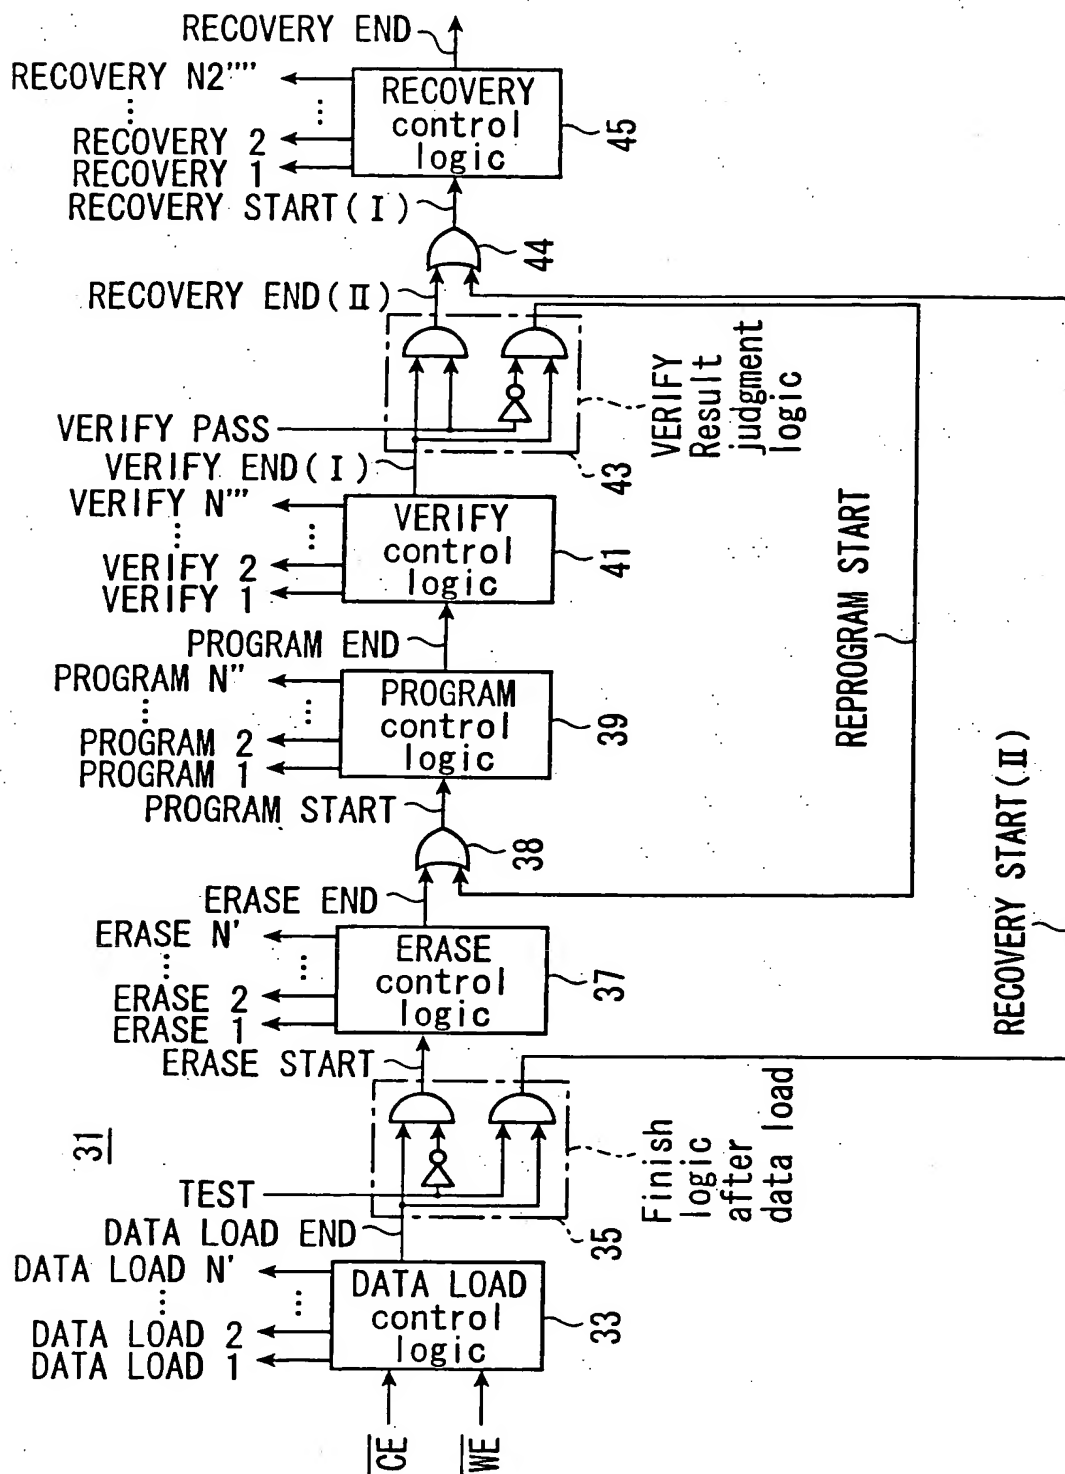 RECOVERY END
RECOVERY N2''''
RECOVERY 2
RECOVERY 1
RECOVERY
control
logic
45
RECOVERY START(I)
44
RECOVERY END(II)
VERIFY PASS
VERIFY END(I)
43
VERIFY
Result
judgment
logic
VERIFY N'''
VERIFY 2
VERIFY 1
VERIFY
control
logic
41
PROGRAM END
REPROGRAM START
PROGRAM N''
PROGRAM 2
PROGRAM 1
PROGRAM
control
logic
39
PROGRAM START
38
RECOVERY START(II)
ERASE END
ERASE N'
ERASE 2
ERASE 1
ERASE
control
logic
37
ERASE START
31
TEST
Finish
logic
after
data load
35
DATA LOAD END
DATA LOAD N'
DATA LOAD 2
DATA LOAD 1
DATA LOAD
control
logic
33
CE
WE